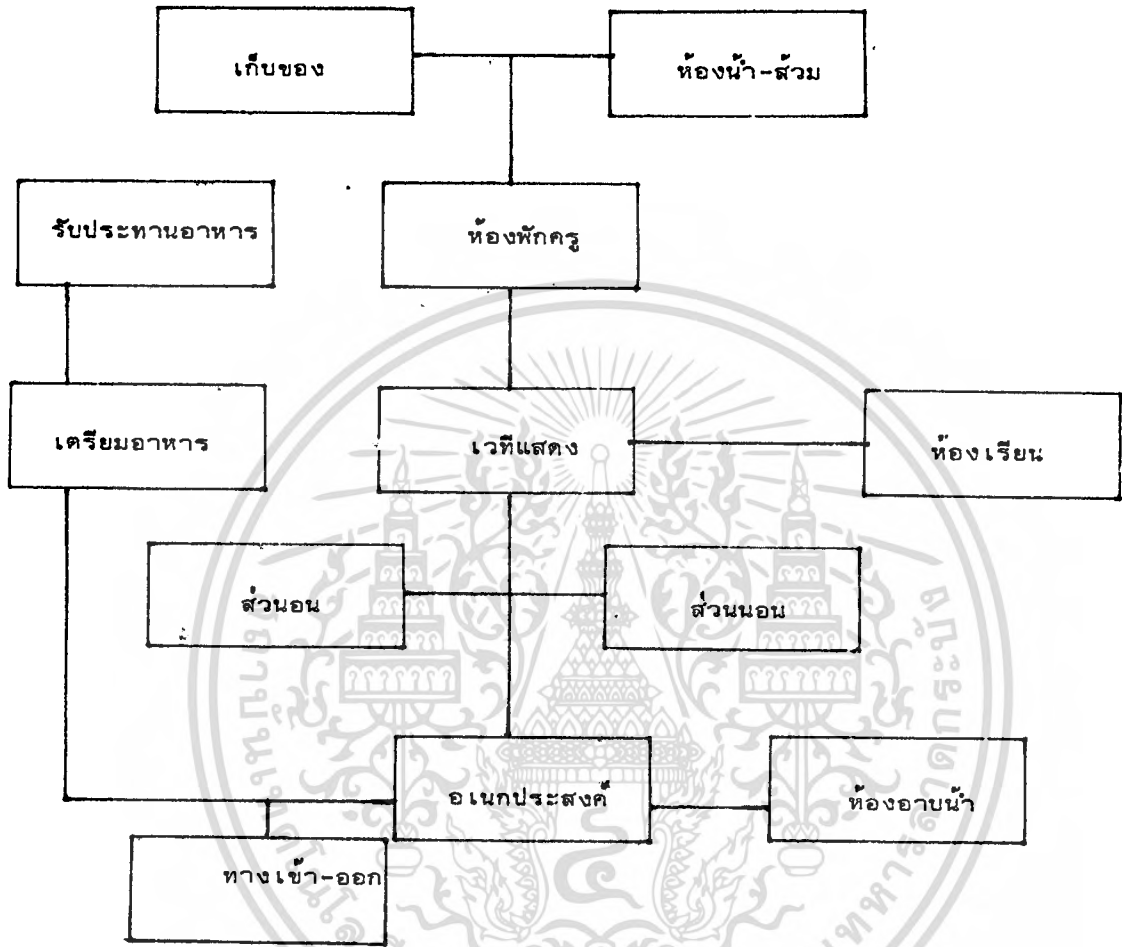 เก็บของ
ห้องน้ำ-ส้วม
รับประทานอาหาร
ห้องพักครู
เตรียมอาหาร
เวทีแสดง
ห้องเรียน
ส่วนอน
ส่วนนอน
อเนกประสงค์
ห้องอาบน้ำ
ทางเข้า-ออก